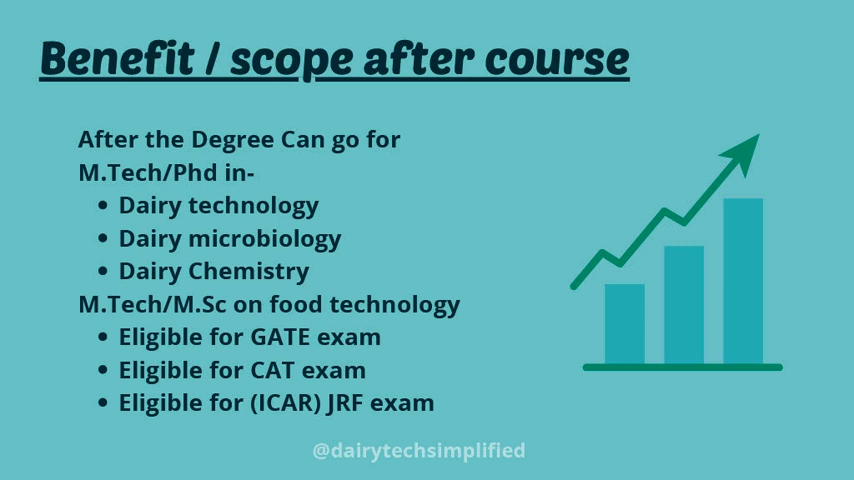 Benefit / scope after course
After the Degree Can go for
M.Tech/Phd in-
• Dairy technology
• Dairy microbiology
• Dairy Chemistry
M.Tech/M.Sc on food technology
• Eligible for GATE exam
• Eligible for CAT exam
• Eligible for (ICAR) JRF exam
@dairytechsimplified